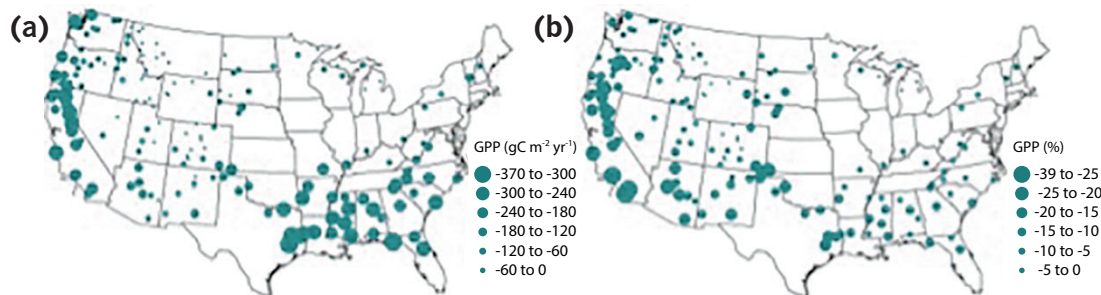 (a)
GPP (gC m⁻² yr⁻¹)
-370 to -300
-300 to -240
-240 to -180
-180 to -120
-120 to -60
-60 to 0
(b)
GPP (%)
-39 to -25
-25 to -20
-20 to -15
-15 to -10
-10 to -5
-5 to 0